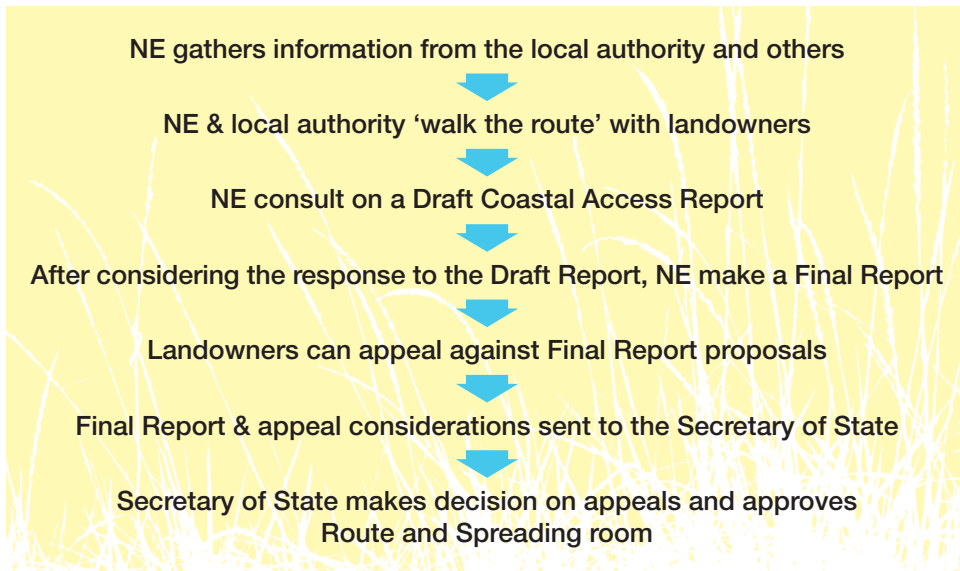 NE gathers information from the local authority and others
NE & local authority ‘walk the route’ with landowners
NE consult on a Draft Coastal Access Report
After considering the response to the Draft Report, NE make a Final Report
Landowners can appeal against Final Report proposals
Final Report & appeal considerations sent to the Secretary of State
Secretary of State makes decision on appeals and approves
Route and Spreading room